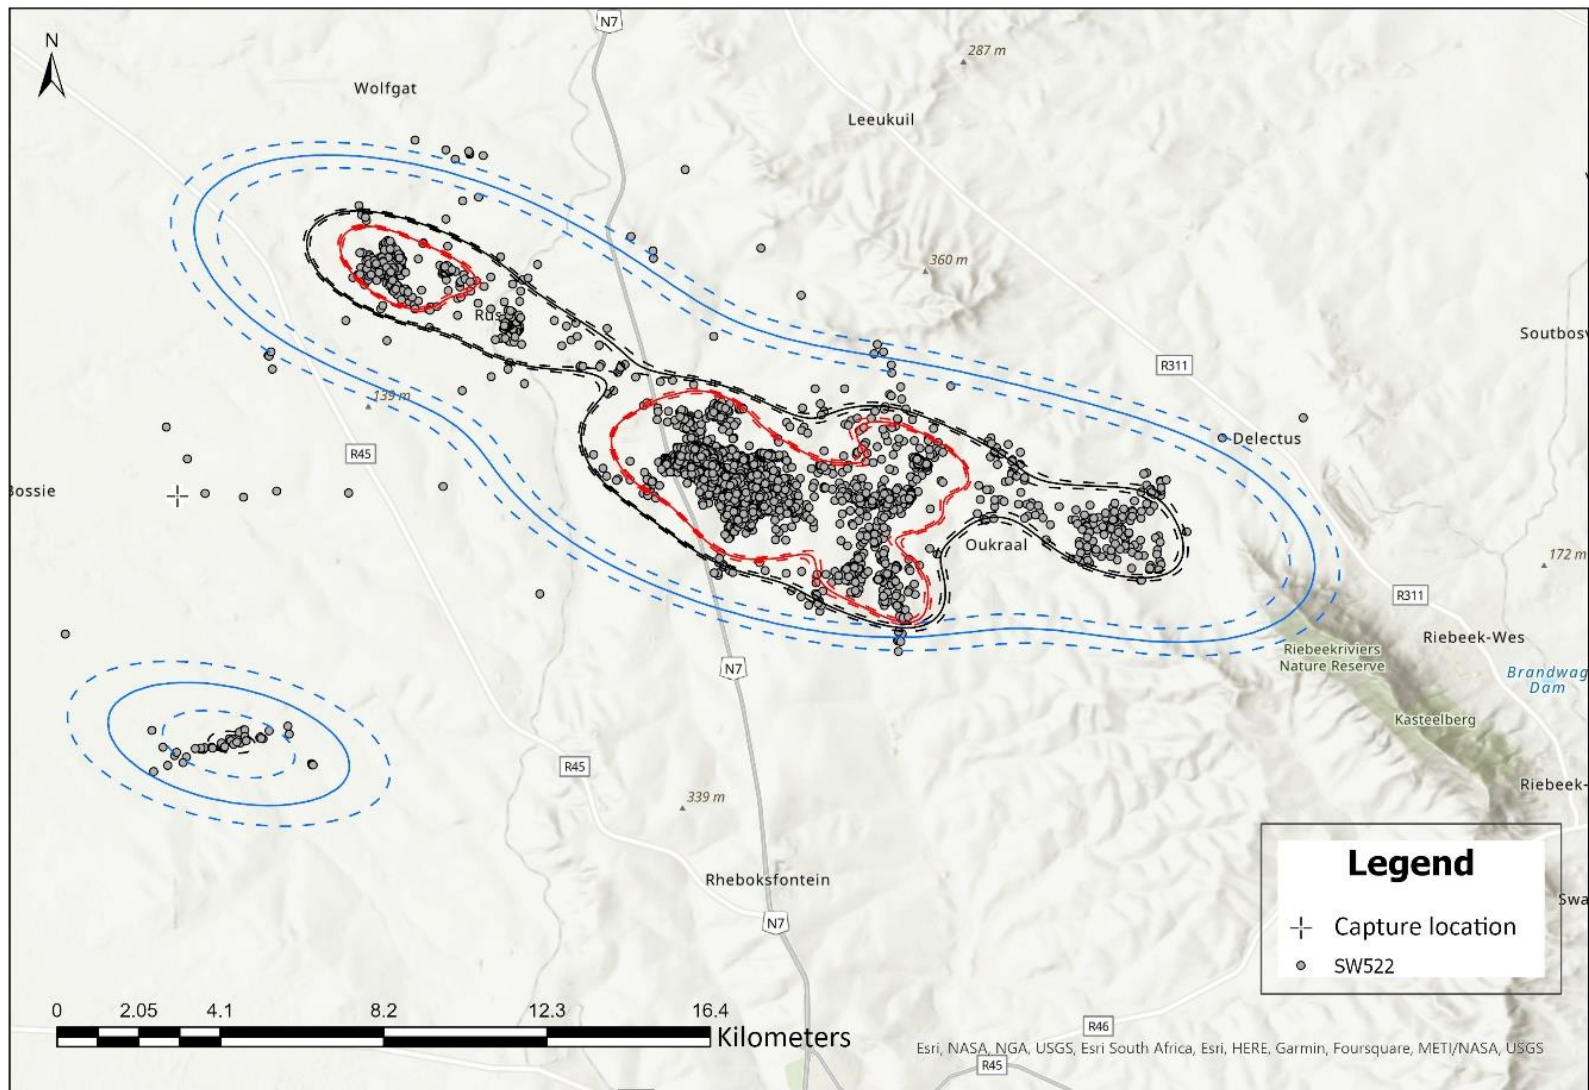 N
N7
287 m
Wolfgat
Leeukuil
360 m
Rus
Soutbosv
R311
139 m
R45
Delectus
Bossie
Oukraal
172 m
R311
Riebeek-Wes
Riebeekriviers
Nature Reserve
N7
Brandwag
Dam
Kasteelberg
R45
339 m
Riebeek-
Rheboksfontein
Legend
Swa
N7
Capture location
SW522
0 2.05 4.1 8.2 12.3 16.4
Kilometers
R46
Esri, NASA, NGA, USGS, Esri South Africa, Esri, HERE, Garmin, Foursquare, METI/NASA, USGS
R45